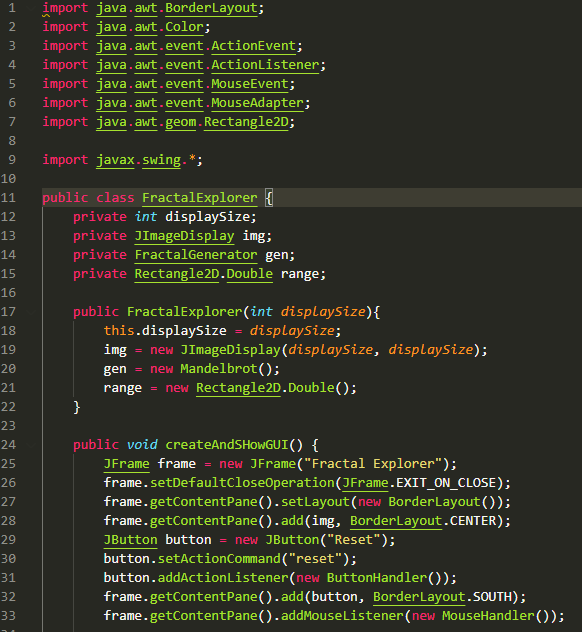 1 import java.awt.BorderLayout;
2 import java.awt.Color;
3 import java.awt.event.ActionEvent;
4 import java.awt.event.ActionListener;
5 import java.awt.event.MouseEvent;
6 import java.awt.event.MouseAdapter;
7 import java.awt.geom.Rectangle2D;
8
9 import javax.swing.*;
10
11 public class FractalExplorer {
12     private int displaySize;
13     private JImageDisplay img;
14     private FractalGenerator gen;
15     private Rectangle2D.Double range;
16
17     public FractalExplorer(int displaySize){
18         this.displaySize = displaySize;
19         img = new JImageDisplay(displaySize, displaySize);
20         gen = new Mandelbrot();
21         range = new Rectangle2D.Double();
22     }
23
24     public void createAndSHowGUI() {
25         JFrame frame = new JFrame("Fractal Explorer");
26         frame.setDefaultCloseOperation(JFrame.EXIT_ON_CLOSE);
27         frame.getContentPane().setLayout(new BorderLayout());
28         frame.getContentPane().add(img, BorderLayout.CENTER);
29         JButton button = new JButton("Reset");
30         button.setActionCommand("reset");
31         button.addActionListener(new ButtonHandler());
32         frame.getContentPane().add(button, BorderLayout.SOUTH);
33         frame.getContentPane().addMouseListener(new MouseHandler());